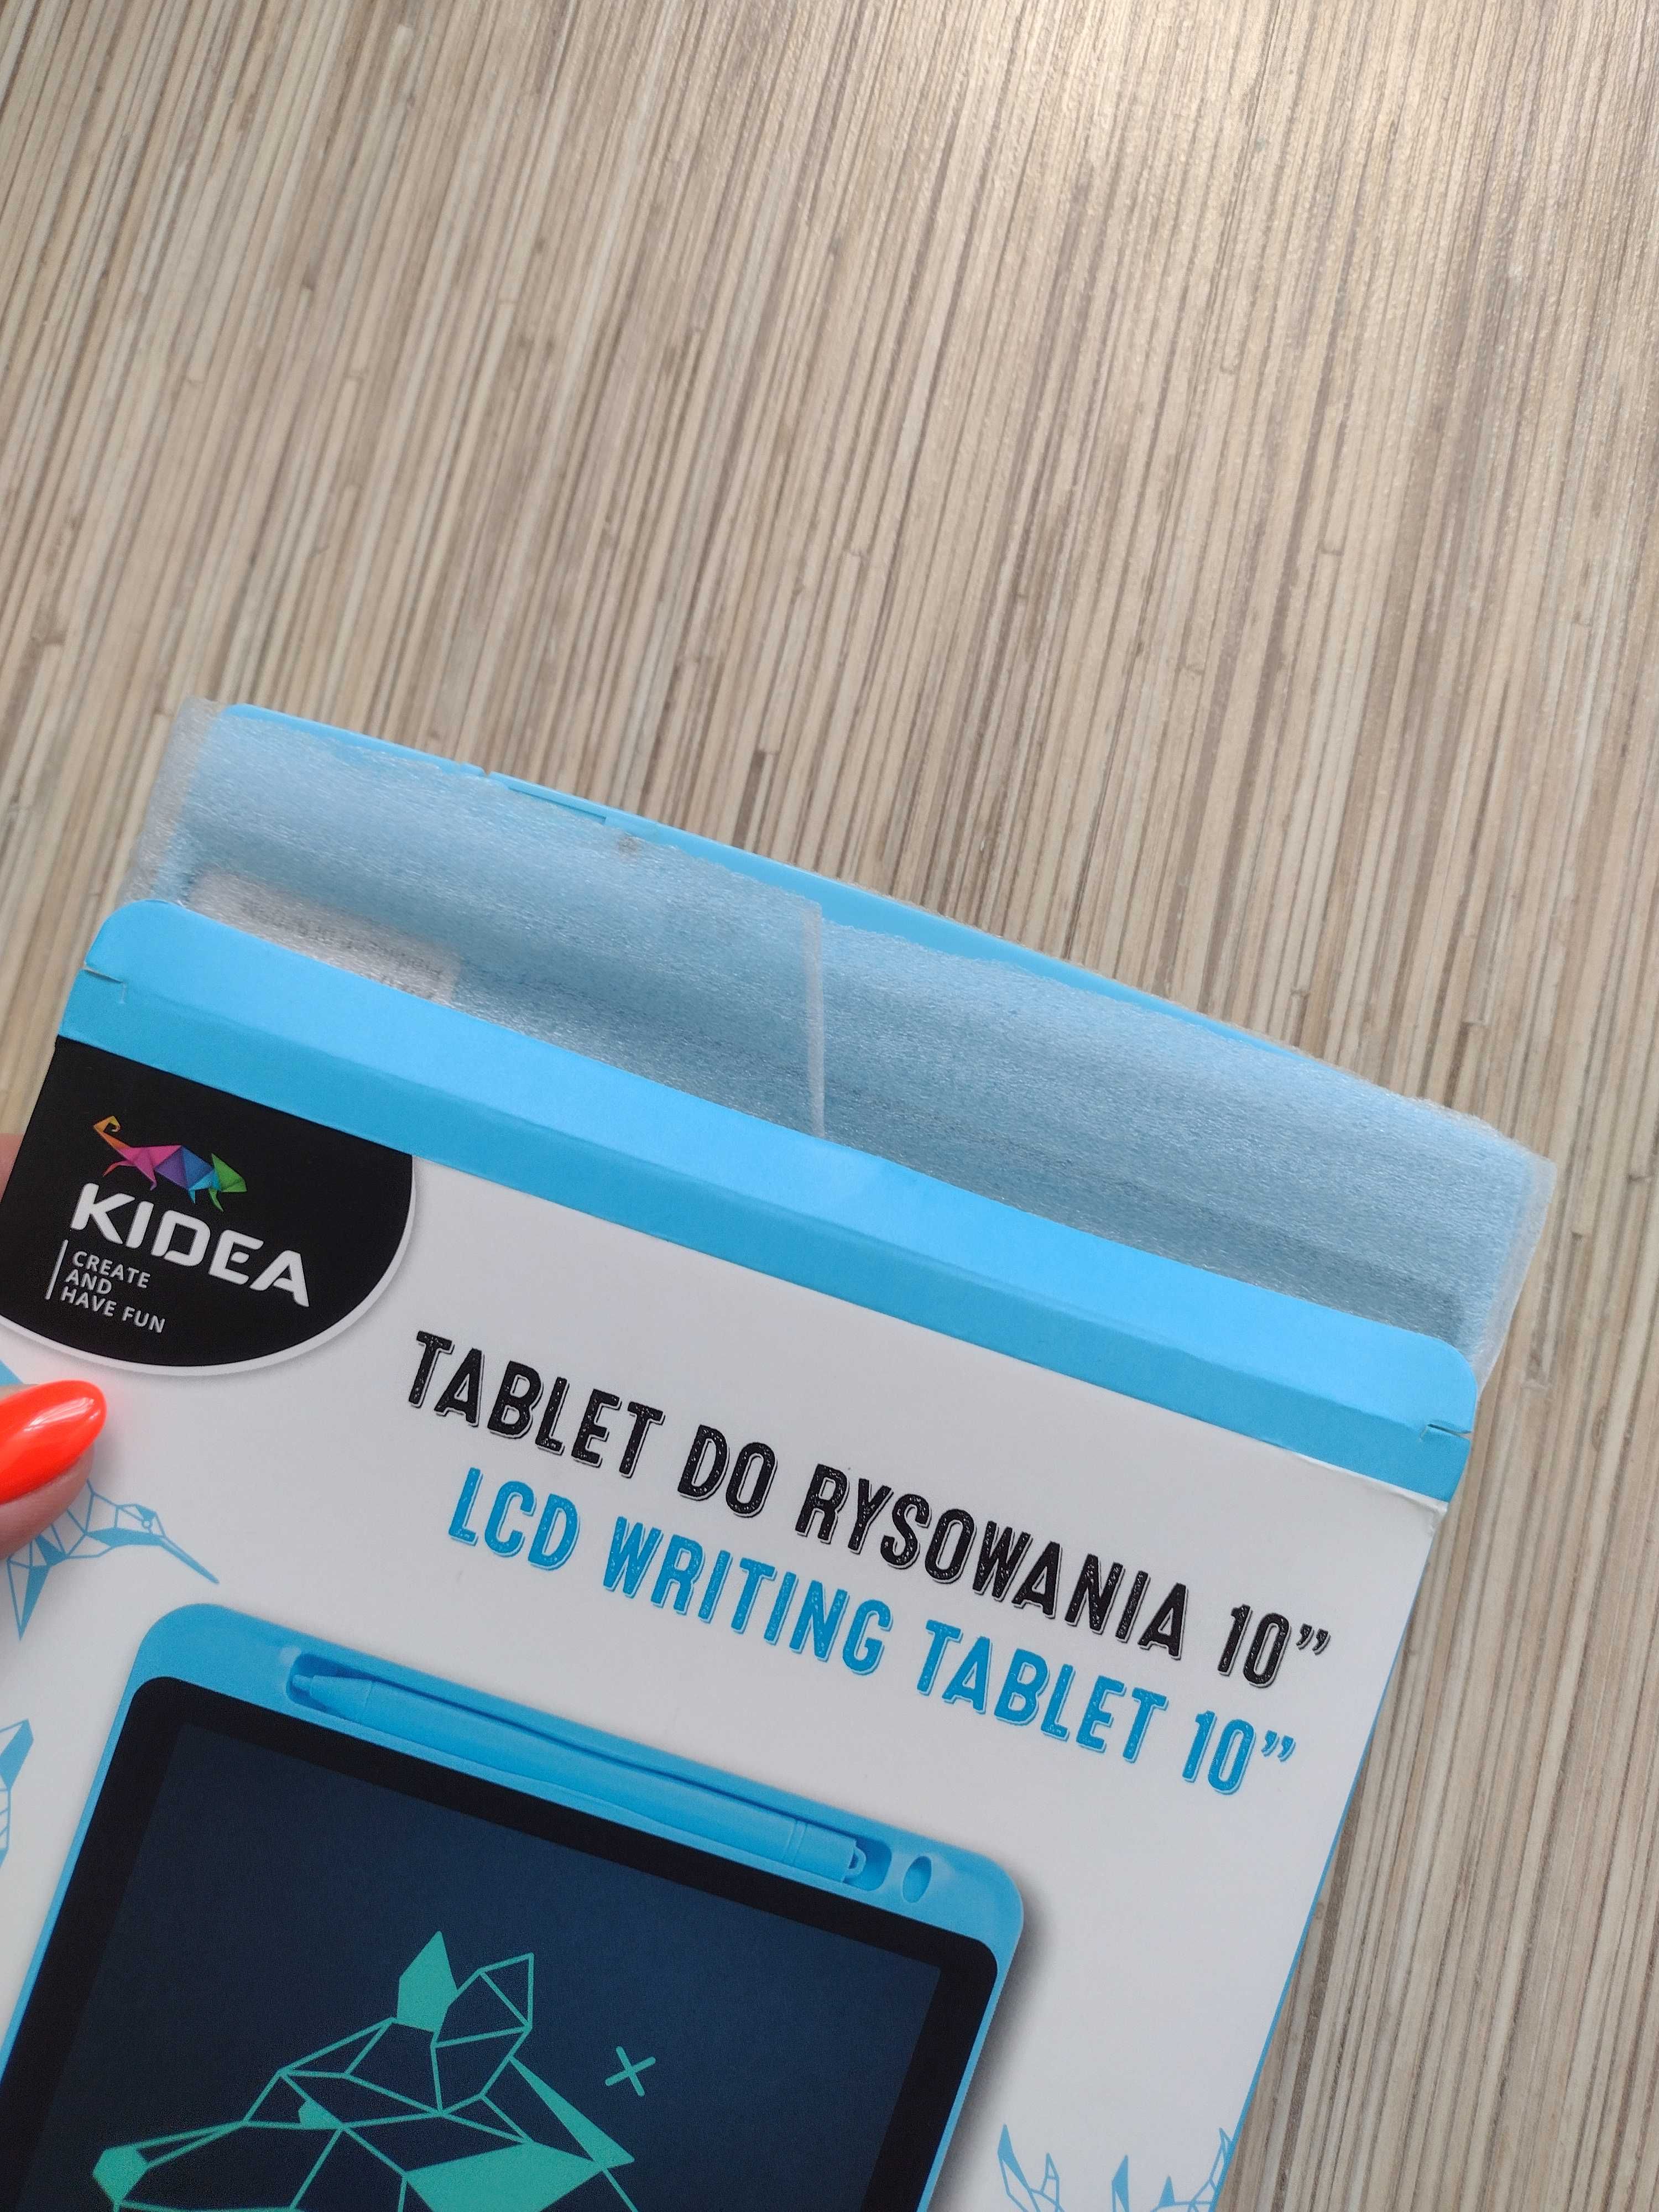 KIDEA
CREATE
AND
HAVE FUN
TABLET DO RYSOWANIA 10”
LCD WRITING TABLET 10”